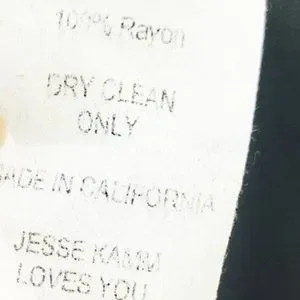 100% Rayon
DRY CLEAN
ONLY
MADE IN CALIFORNIA
JESSE KAMM
LOVES YOU